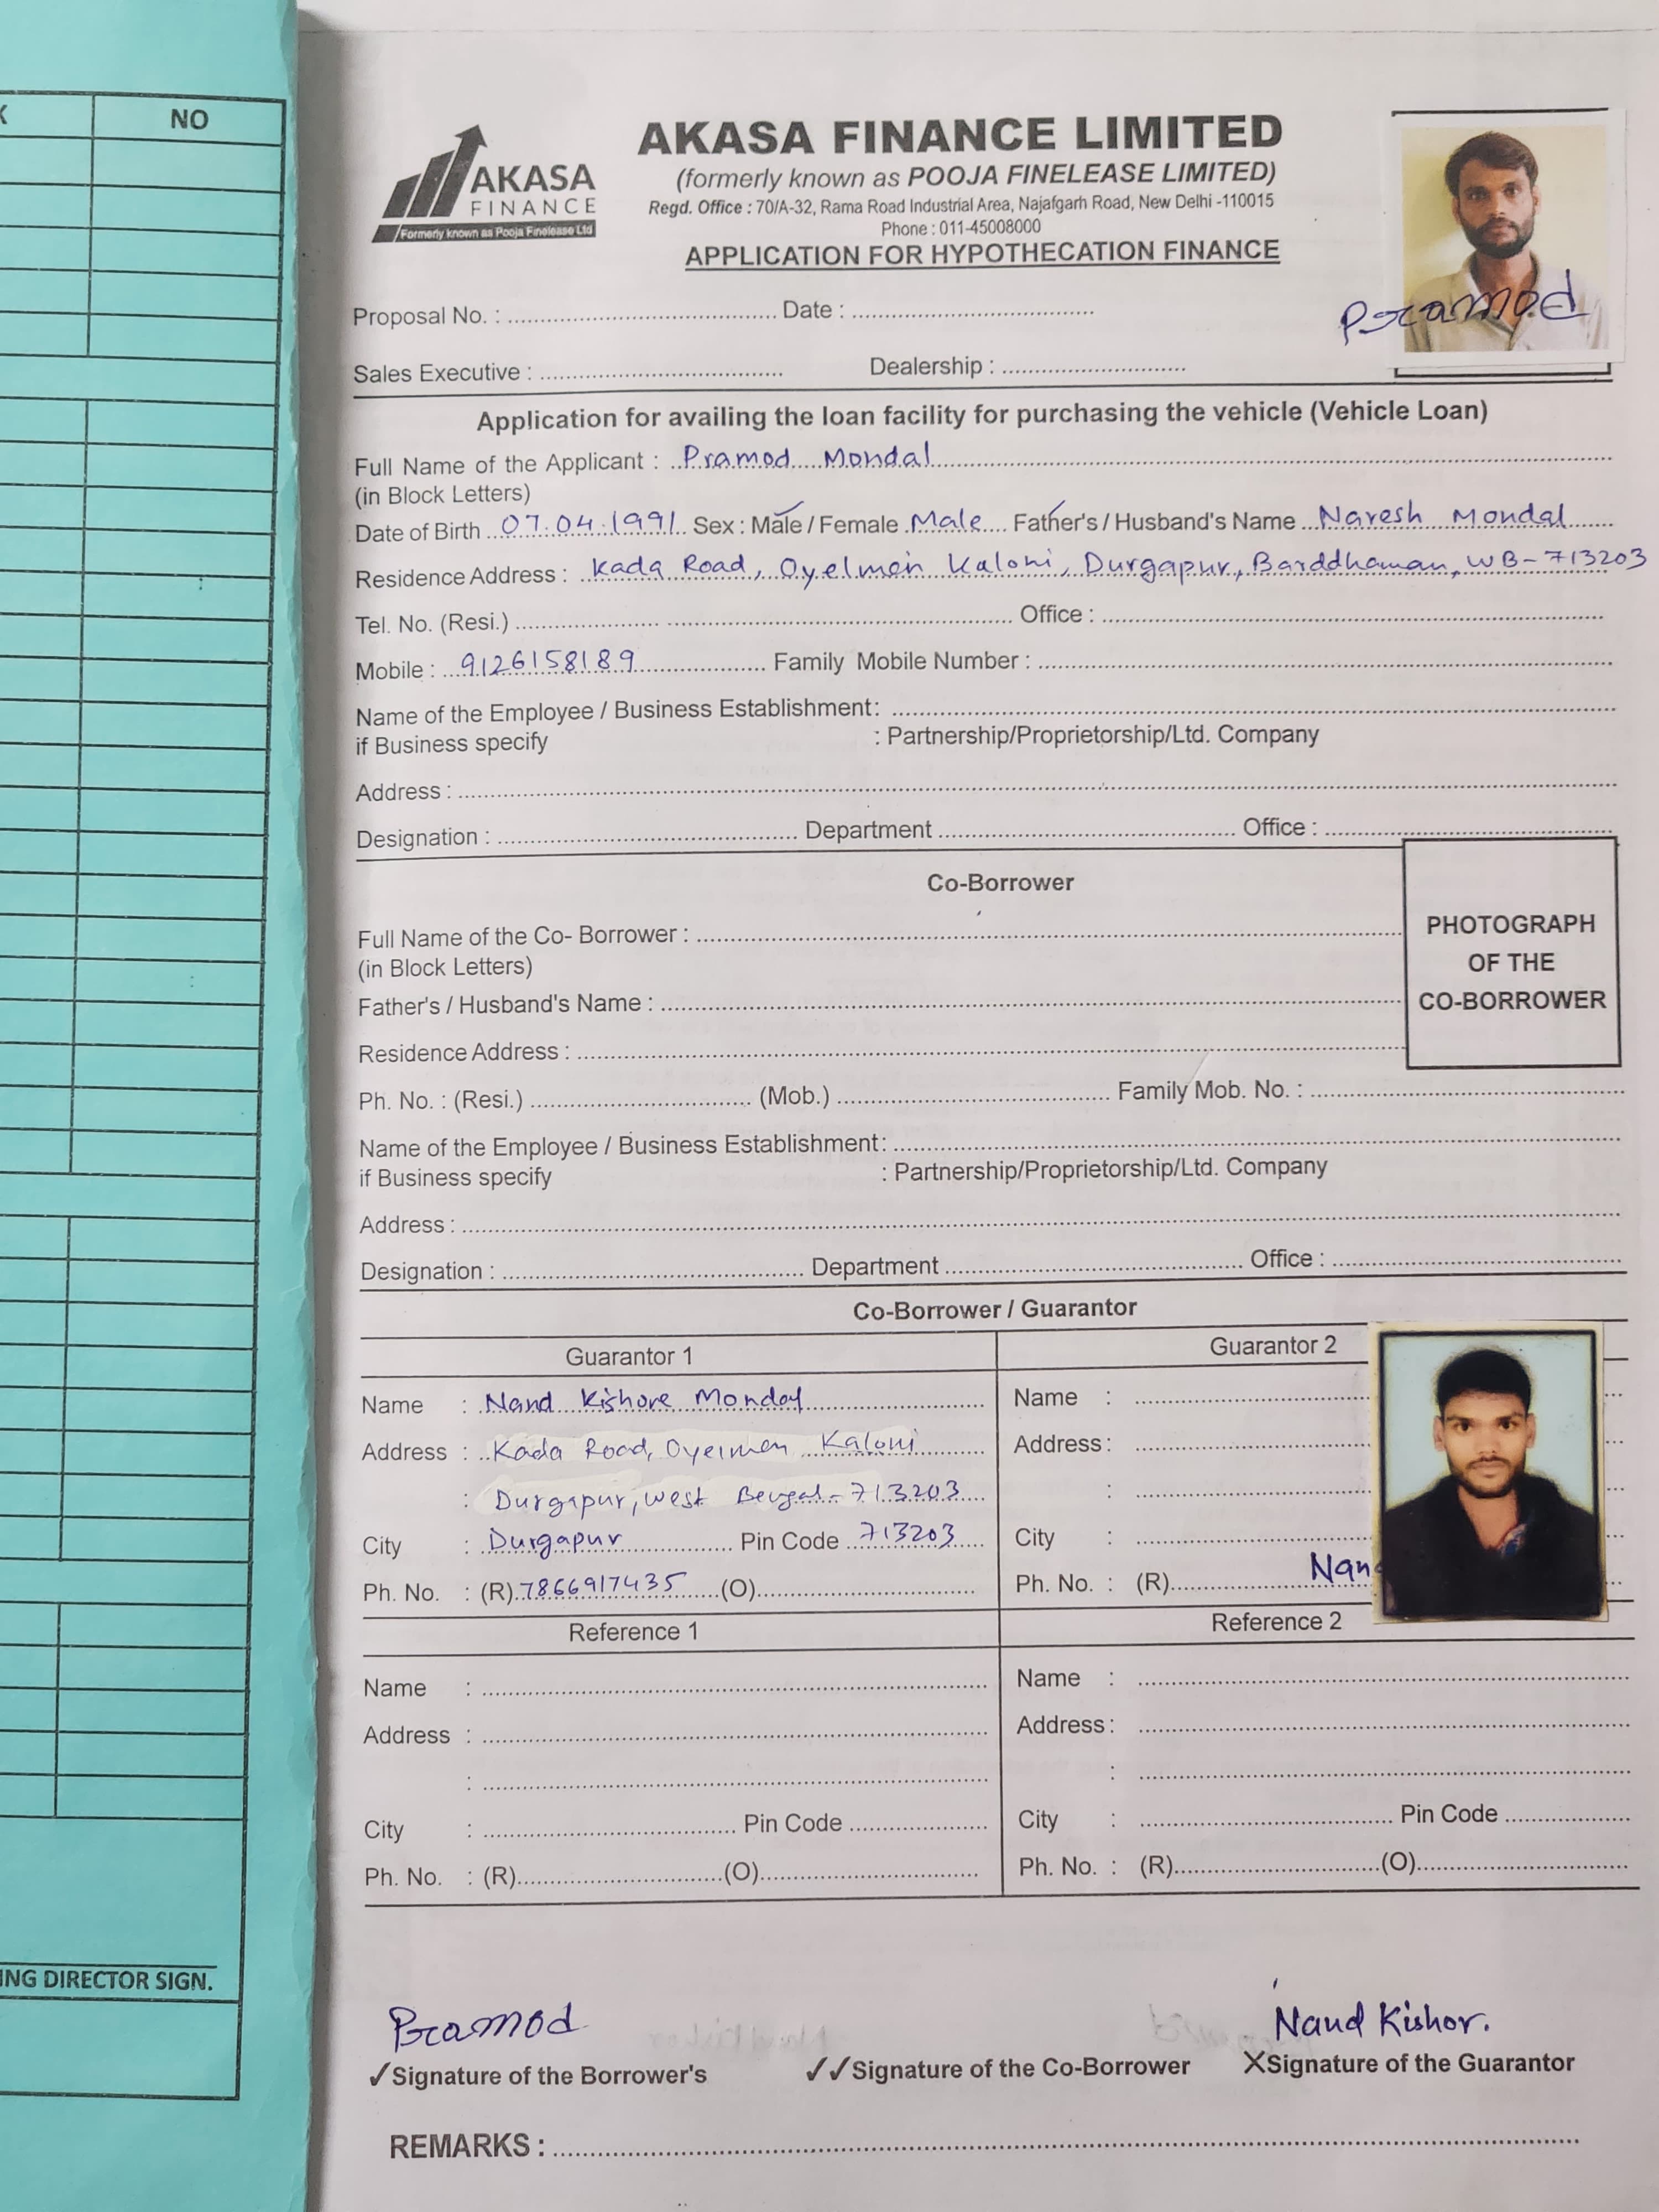 K NO
AKASA
FINANCE
Formerly known as Pooja Finelease Ltd
AKASA FINANCE LIMITED
(formerly known as POOJA FINELEASE LIMITED)
Regd. Office : 70/A-32, Rama Road Industrial Area, Najafgarh Road, New Delhi -110015
Phone : 011-45008000
APPLICATION FOR HYPOTHECATION FINANCE
Pramod
Proposal No. : Date :
Sales Executive : Dealership :
Application for availing the loan facility for purchasing the vehicle (Vehicle Loan)
Full Name of the Applicant : Pramod Mondal
(in Block Letters)
Date of Birth 07.04.1991 Sex : Male / Female Male Father's / Husband's Name Naresh Mondal
Residence Address : Kada Road, Oyelmen Kaloni, Durgapur, Barddhaman, WB-713203
Tel. No. (Resi.) Office :
Mobile : 9126158189 Family Mobile Number :
Name of the Employee / Business Establishment:
if Business specify : Partnership/Proprietorship/Ltd. Company
Address :
Designation : Department Office :
Co-Borrower
Full Name of the Co- Borrower :
(in Block Letters)
Father's / Husband's Name :
Residence Address :
PHOTOGRAPH
OF THE
CO-BORROWER
Ph. No. : (Resi.) (Mob.) Family Mob. No. :
Name of the Employee / Business Establishment:
if Business specify : Partnership/Proprietorship/Ltd. Company
Address :
Designation : Department Office :
Co-Borrower / Guarantor
Guarantor 1 Guarantor 2
Name : Nand Kishore Mondal Name :
Address : Kada Road, Oyelmen Kaloni Address :
: Durgapur, West Bengal-713203 :
City : Durgapur Pin Code 713203 City :
Ph. No. : (R) 7866917435 (O) Ph. No. : (R) Nan
Reference 1 Reference 2
Name : Name :
Address : Address :
: :
City : Pin Code City : Pin Code
Ph. No. : (R) (O) Ph. No. : (R) (O)
ING DIRECTOR SIGN.
Pramod Nand Kishor.
✓Signature of the Borrower's ✓✓Signature of the Co-Borrower XSignature of the Guarantor
REMARKS :